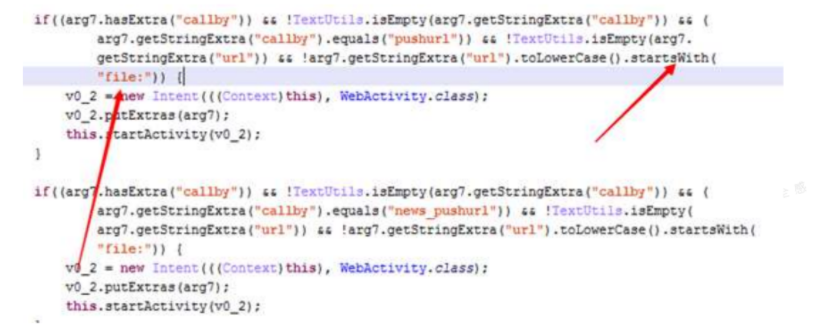 if((arg7.hasExtra("callby")) && !TextUtils.isEmpty(arg7.getStringExtra("callby")) && (
arg7.getStringExtra("callby").equals("pushurl")) && !TextUtils.isEmpty(arg7.
getStringExtra("url")) && !arg7.getStringExtra("url").toLowerCase().startsWith(
"file:")) {
v0_2 = new Intent(((Context)this), WebActivity.class);
v0_2.putExtras(arg7);
this.startActivity(v0_2);
}
if((arg7.hasExtra("callby")) && !TextUtils.isEmpty(arg7.getStringExtra("callby")) && (
arg7.getStringExtra("callby").equals("news_pushurl")) && !TextUtils.isEmpty(
arg7.getStringExtra("url")) && !arg7.getStringExtra("url").toLowerCase().startsWith(
"file:")) {
v0_2 = new Intent(((Context)this), WebActivity.class);
v0_2.putExtras(arg7);
this.startActivity(v0_2);